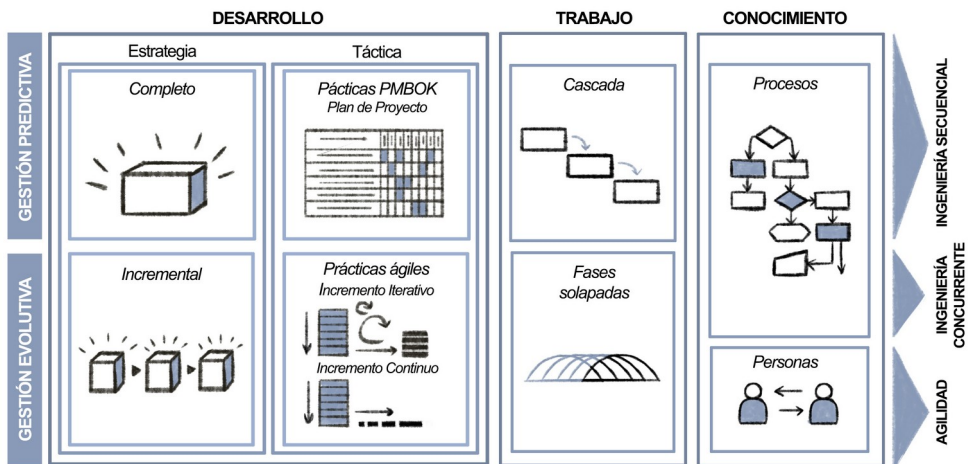 DESARROLLO
TRABAJO
CONOCIMIENTO
GESTIÓN PREDICTIVA
Estrategia
Táctica
Completo
Pácticas PMBOK
Plan de Proyecto
Cascada
Procesos
INGENIERÍA SECUENCIAL
GESTIÓN EVOLUTIVA
Incremental
Prácticas ágiles
Incremento Iterativo
Incremento Continuo
Fases
solapadas
INGENIERÍA
CONCURRENTE
Personas
AGILIDAD